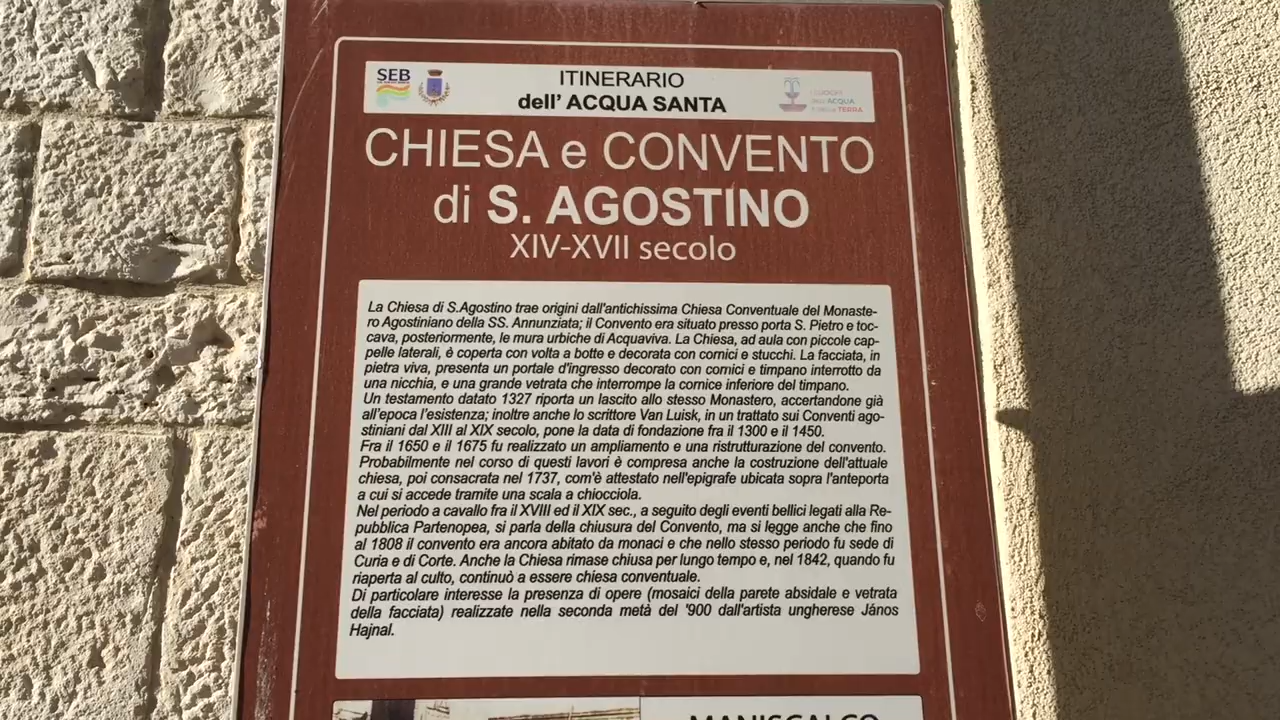 SEB
ITINERARIO
dell' ACQUA SANTA
CHIESA e CONVENTO
di S. AGOSTINO
XIV-XVII secolo
La Chiesa di S.Agostino trae origini dall'antichissima Chiesa Conventuale del Monaste-
ro Agostiniano della SS. Annunziata; il Convento era situato presso porta S. Pietro e toc-
cava, posteriormente, le mura urbiche di Acquaviva. La Chiesa, ad aula con piccole cap-
pelle laterali, è coperta con volta a botte e decorata con cornici e stucchi. La facciata, in
pietra viva, presenta un portale d'ingresso decorato con cornici e timpano interrotto da
una nicchia, e una grande vetrata che interrompe la cornice inferiore del timpano.
Un testamento datato 1327 riporta un lascito allo stesso Monastero, accertandone già
all'epoca l'esistenza; inoltre anche lo scrittore Van Luisk, in un trattato sui Conventi ago-
stiniani dal XIII al XIX secolo, pone la data di fondazione fra il 1300 e il 1450.
Fra il 1650 e il 1675 fu realizzato un ampliamento e una ristrutturazione del convento.
Probabilmente nel corso di questi lavori è compresa anche la costruzione dell'attuale
chiesa, poi consacrata nel 1737, com'è attestato nell'epigrafe ubicata sopra l'anteporta
a cui si accede tramite una scala a chiocciola.
Nel periodo a cavallo fra il XVIII ed il XIX sec., a seguito degli eventi bellici legati alla Re-
pubblica Partenopea, si parla della chiusura del Convento, ma si legge anche che fino
al 1808 il convento era ancora abitato da monaci e che nello stesso periodo fu sede di
Curia e di Corte. Anche la Chiesa rimase chiusa per lungo tempo e, nel 1842, quando fu
riaperta al culto, continuò a essere chiesa conventuale.
Di particolare interesse la presenza di opere (mosaici della parete absidale e vetrata
della facciata) realizzate nella seconda metà del '900 dall'artista ungherese János
Hajnal.
MANISCALCO